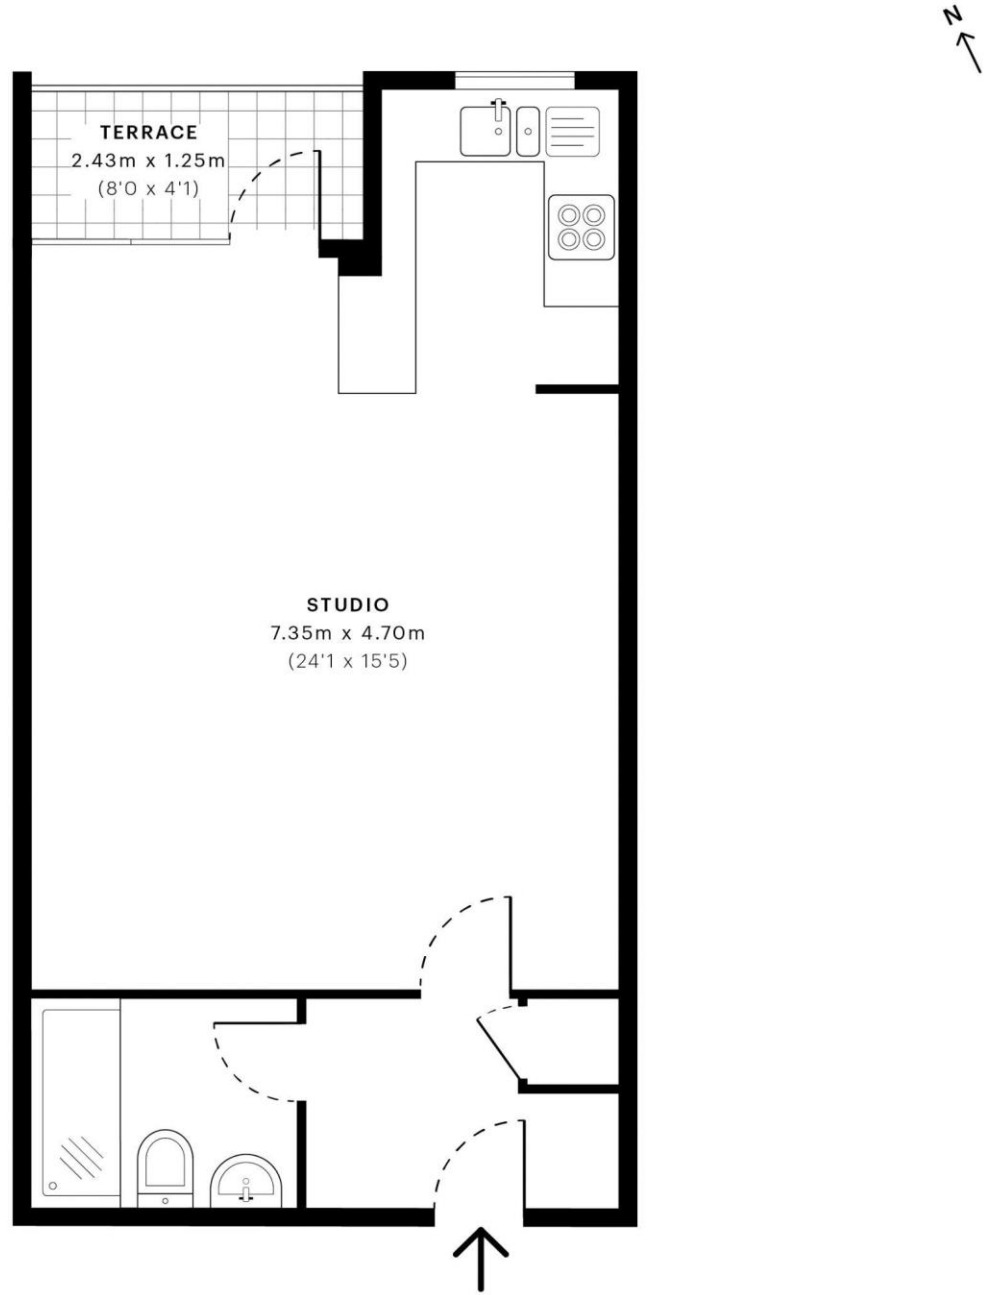 N
TERRACE
2.43m x 1.25m
(8'0 x 4'1)
STUDIO
7.35m x 4.70m
(24'1 x 15'5)